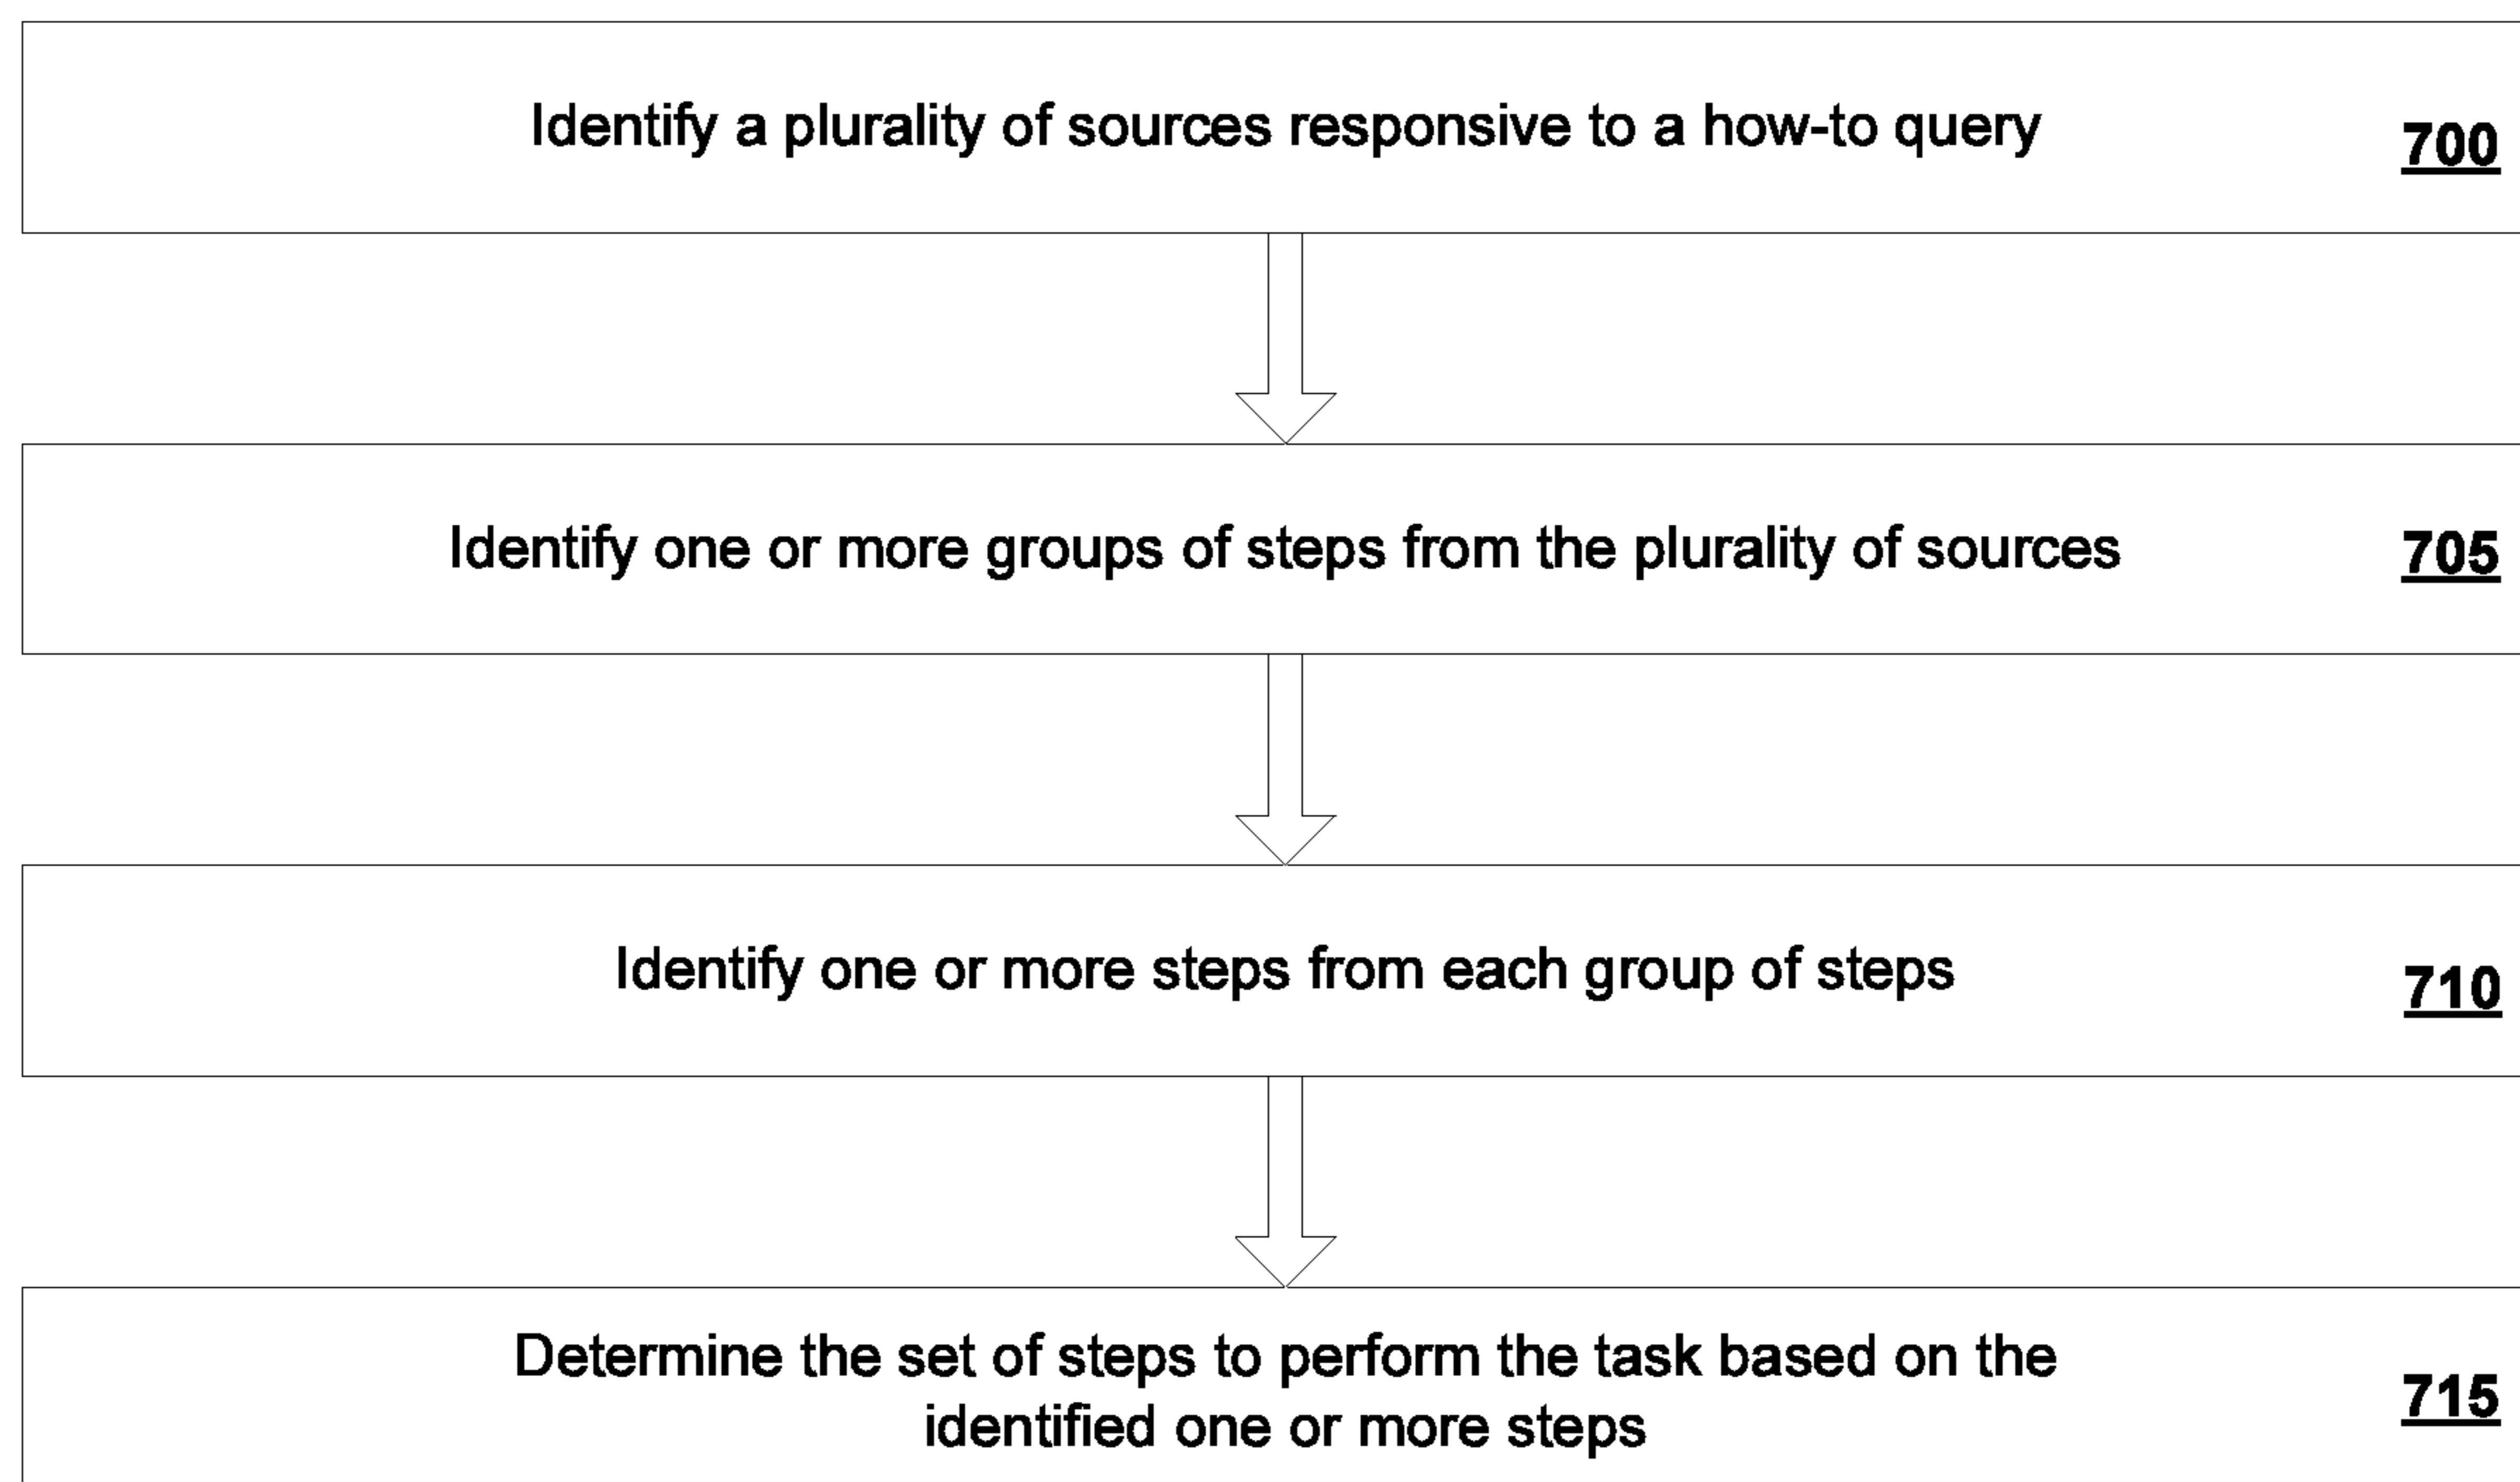 Identify a plurality of sources responsive to a how-to query
700
Identify one or more groups of steps from the plurality of sources
705
Identify one or more steps from each group of steps
710
Determine the set of steps to perform the task based on the
identified one or more steps
715